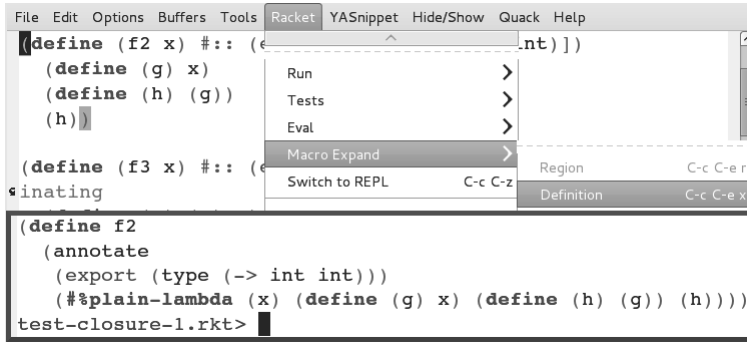 File Edit Options Buffers Tools Racket YASnippet Hide/Show Quack Help
(define (f2 x) #:: (e nt)])
(define (g) x)
(define (h) (g))
(h))
(define (f3 x) #:: (e
inating
Run
Tests
Eval
Macro Expand
Switch to REPL C-c C-z
Region C-c C-e r
Definition C-c C-e x
(define f2
(annotate
(export (type (-> int int)))
(#%plain-lambda (x) (define (g) x) (define (h) (g)) (h))))
test-closure-1.rkt>